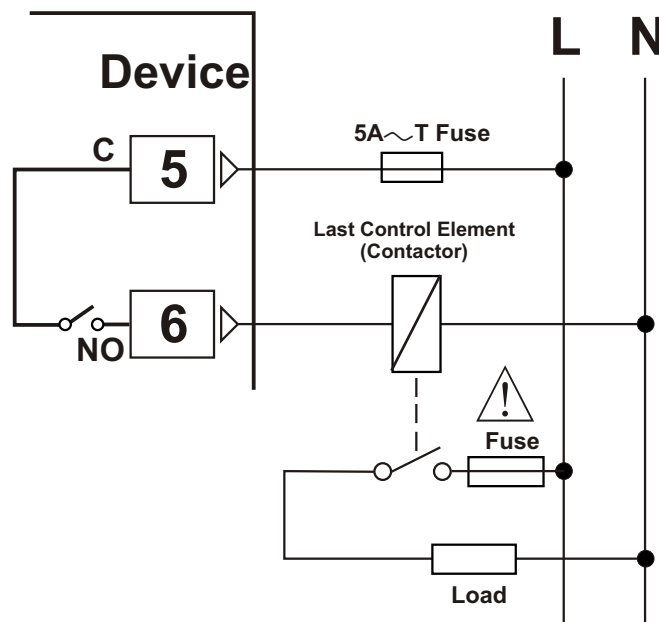 L N
Device
5A～T Fuse
C
5
Last Control Element
(Contactor)
6
NO
!
Fuse
Load